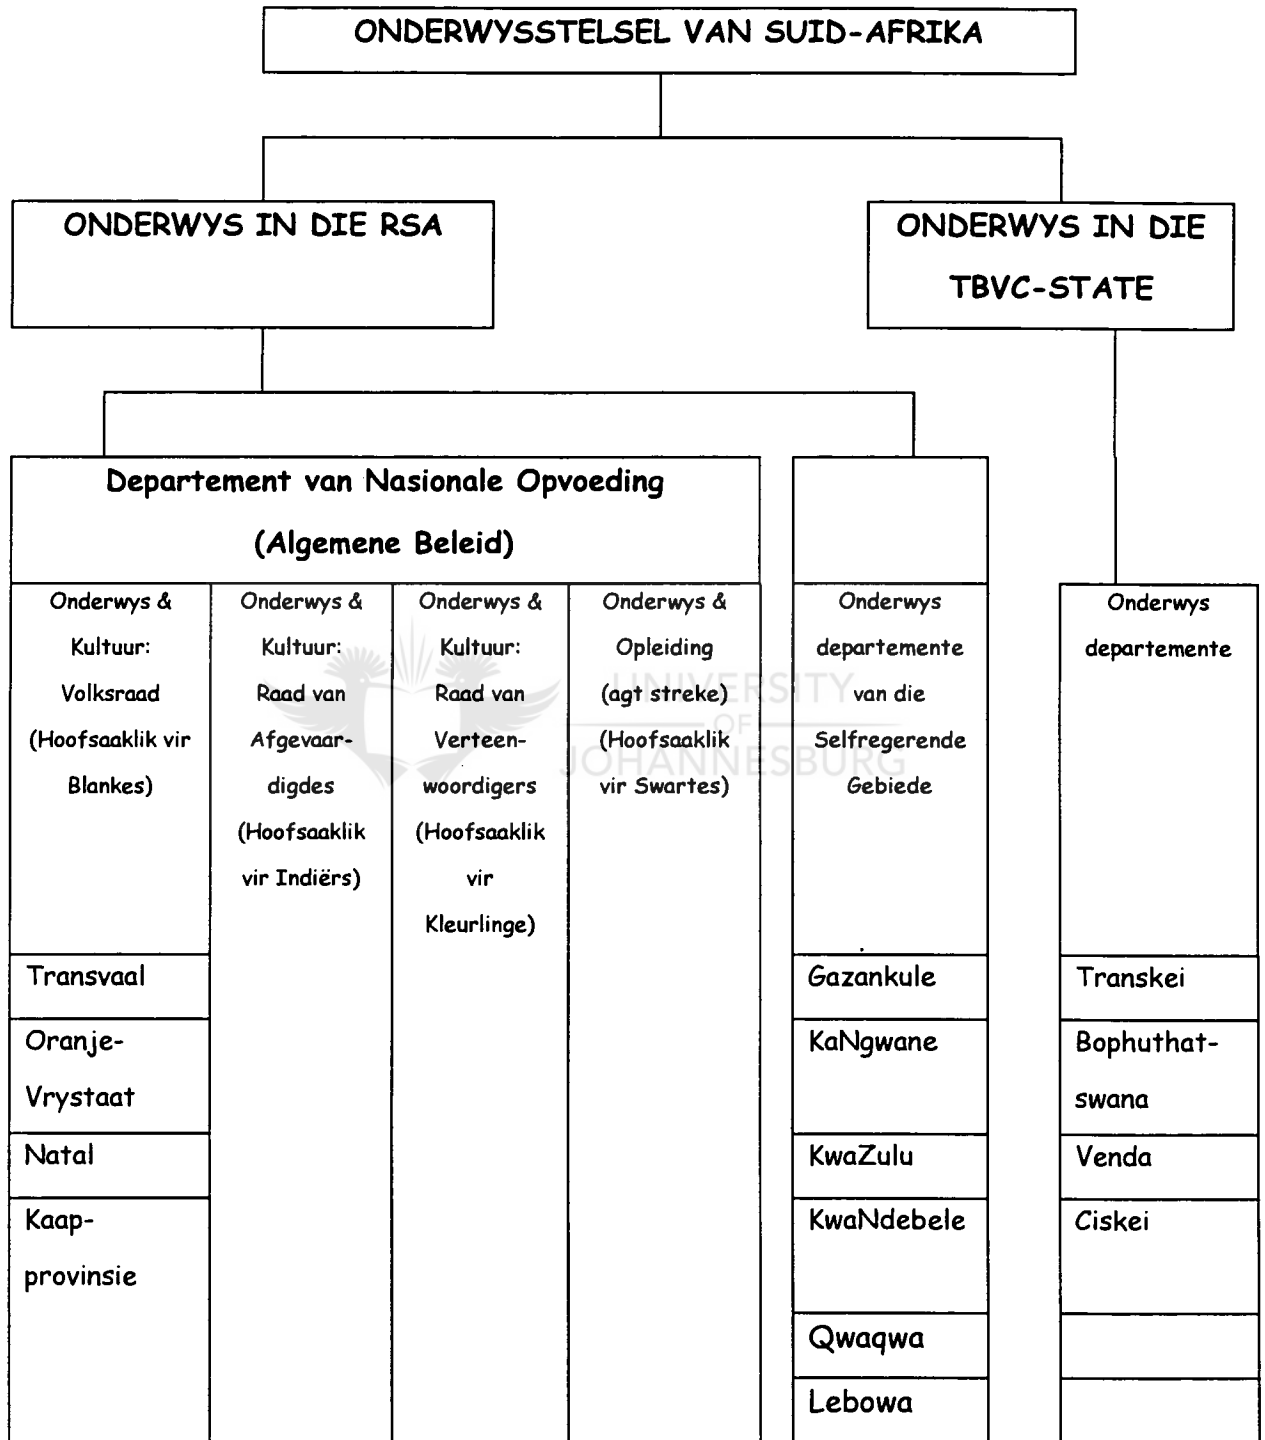 ONDERWYSSTELSEL VAN SUID-AFRIKA
ONDERWYS IN DIE RSA
ONDERWYS IN DIE
TBVC-STATE
Departement van Nasionale Opvoeding
(Algemene Beleid)
Onderwys &
Kultuur:
Volksraad
(Hoofsaaklik vir
Blankes)
Onderwys &
Kultuur:
Raad van
Afgevaar-
digdes
(Hoofsaaklik
vir Indiërs)
Onderwys &
Kultuur:
Raad van
Verteen-
woordigers
(Hoofsaaklik
vir
Kleurlinge)
Onderwys &
Opleiding
(agt streke)
(Hoofsaaklik
vir Swartes)
Onderwys
departemente
van die
Selfregerende
Gebiede
Onderwys
departemente
Transvaal
Oranje-
Vrystaat
Natal
Kaap-
provinsie
Gazankule
KaNgwane
KwaZulu
KwaNdebele
Qwaqwa
Lebowa
Transkei
Bophuthat-
swana
Venda
Ciskei
UNIVERSITY
OF
JOHANNESBURG